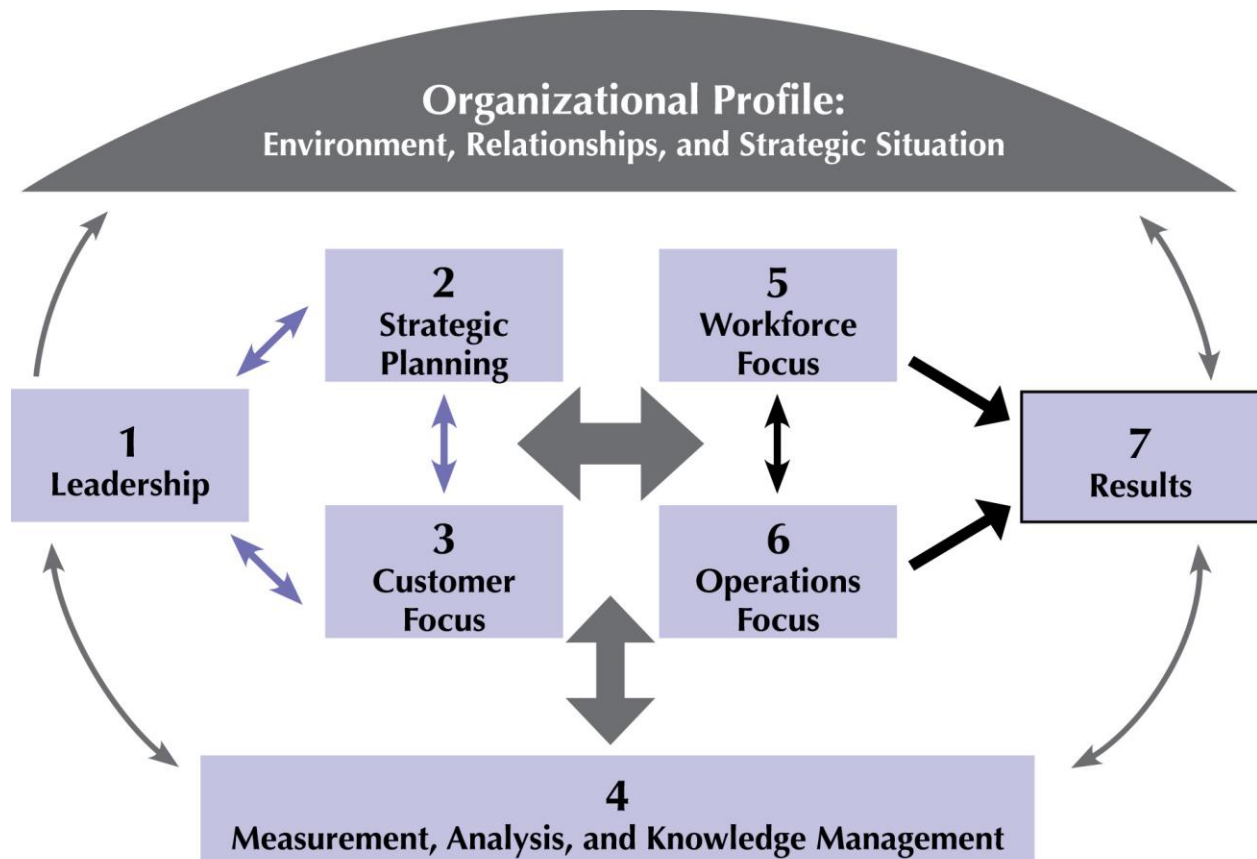 Organizational Profile:
Environment, Relationships, and Strategic Situation
1
Leadership
2
Strategic
Planning
3
Customer
Focus
5
Workforce
Focus
6
Operations
Focus
7
Results
4
Measurement, Analysis, and Knowledge Management